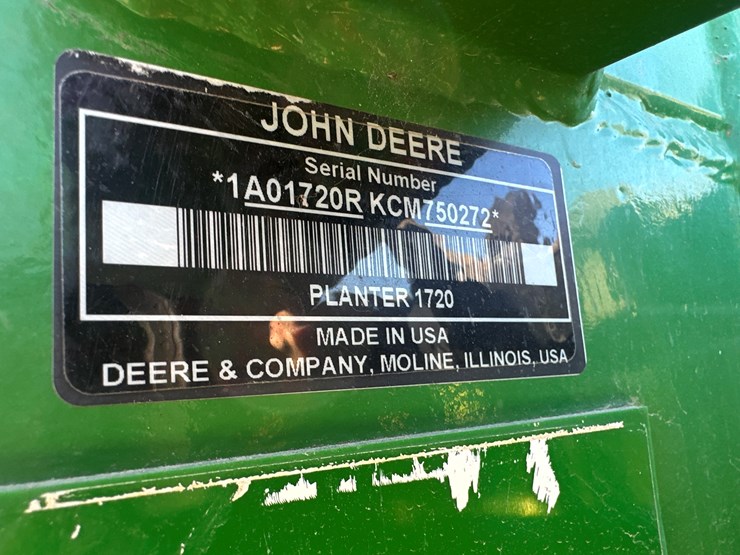 JOHN DEERE
Serial Number
*1A01720R KCM750272*
PLANTER 1720
MADE IN USA
DEERE & COMPANY, MOLINE, ILLINOIS, USA